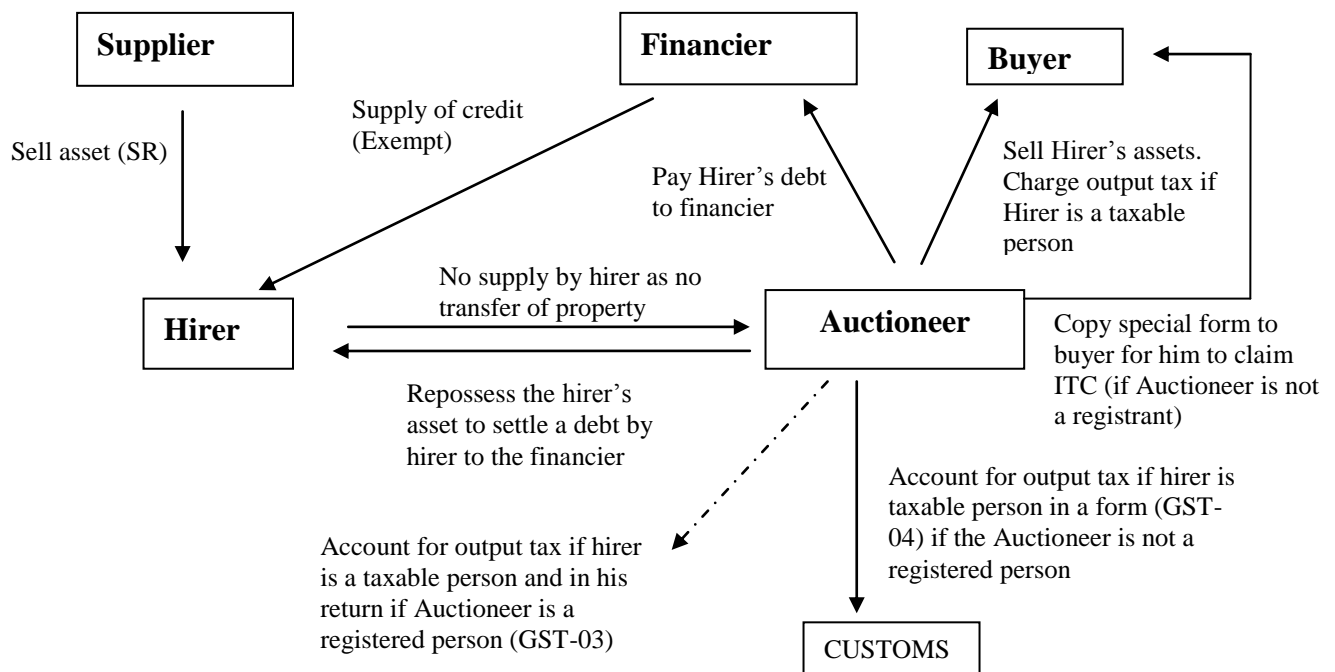 Supplier
Financier
Buyer
Supply of credit
(Exempt)
Sell asset (SR)
Pay Hirer’s debt
to financier
Sell Hirer’s assets.
Charge output tax if
Hirer is a taxable
person
No supply by hirer as no
transfer of property
Hirer
Auctioneer
Copy special form to
buyer for him to claim
ITC (if Auctioneer is not
a registrant)
Repossess the hirer’s
asset to settle a debt by
hirer to the financier
Account for output tax if hirer is
taxable person in a form (GST-
04) if the Auctioneer is not a
registered person
Account for output tax if hirer
is a taxable person and in his
return if Auctioneer is a
registered person (GST-03)
CUSTOMS